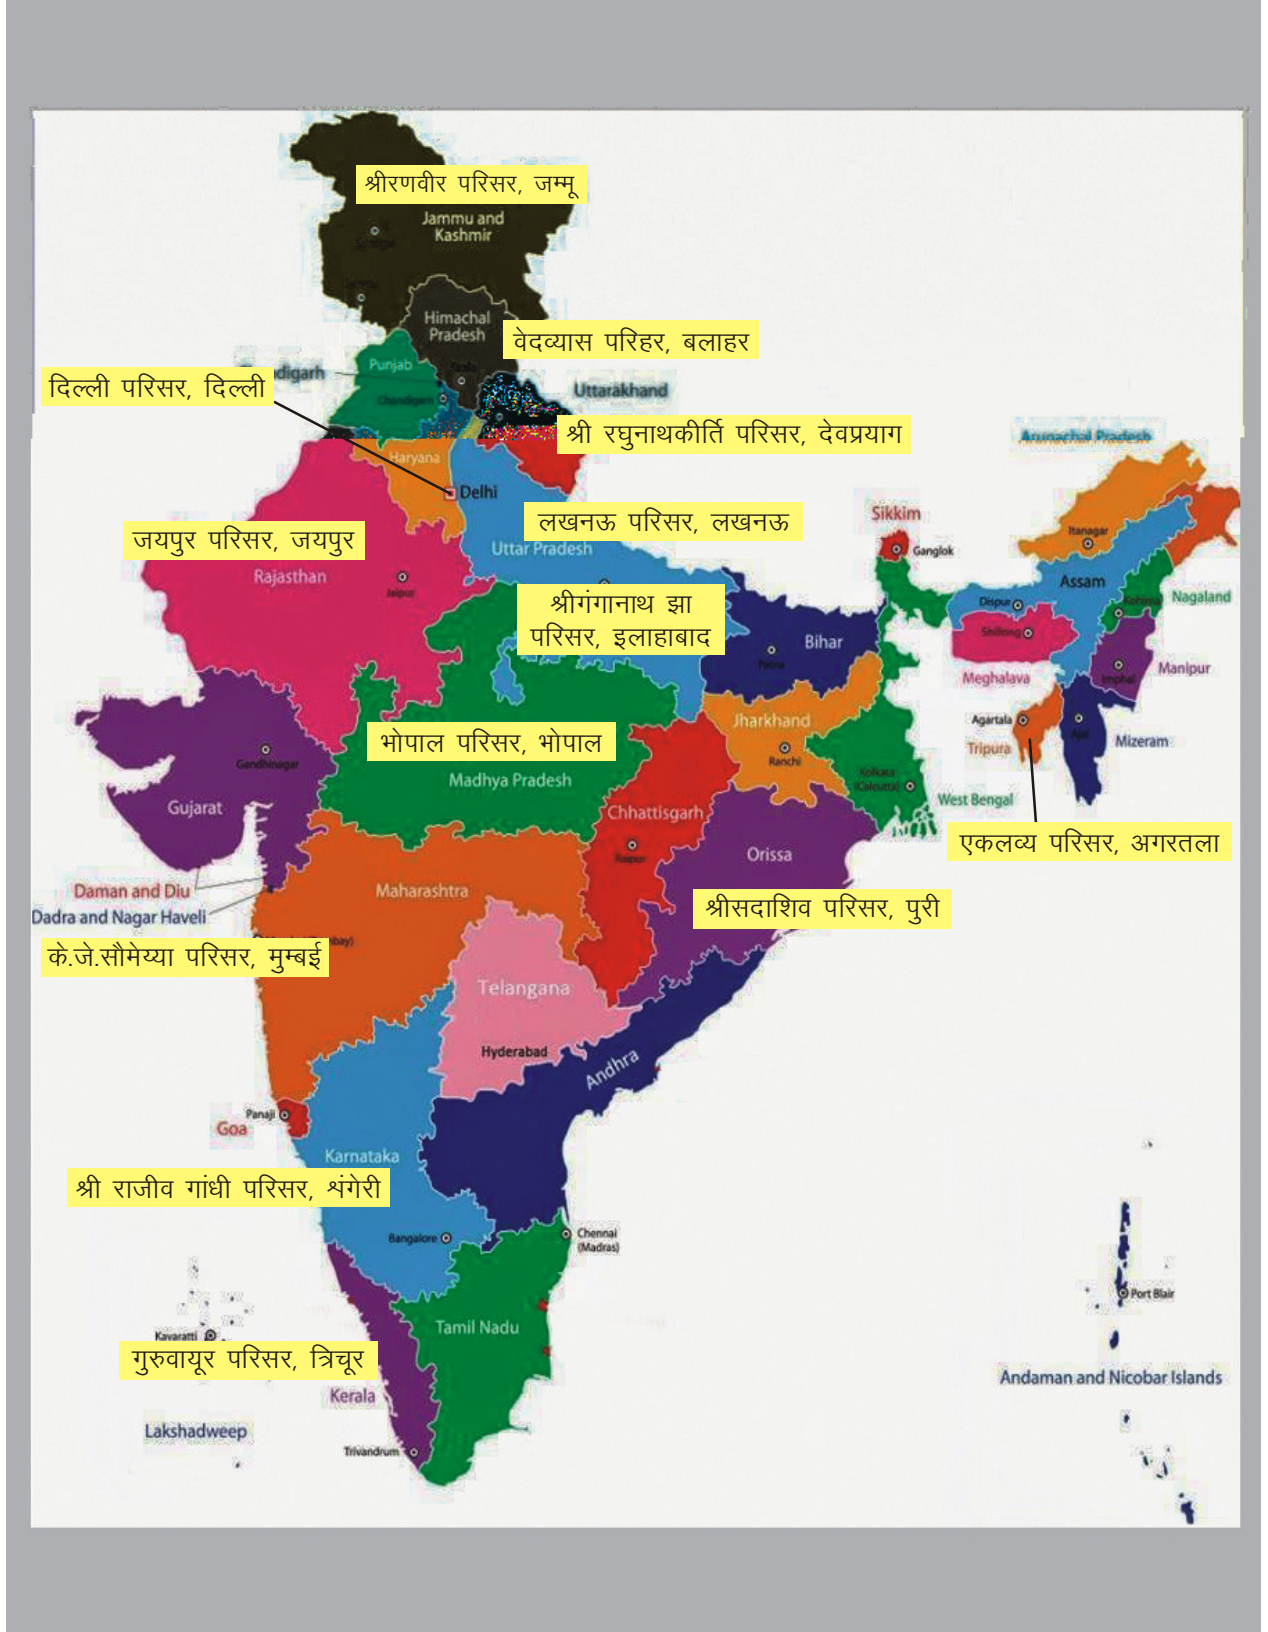 श्रीरणवीर परिसर, जम्मू
Jammu and
Kashmir
Himachal
Pradesh
वेदव्यास परिहर, बलाहर
Punjab
दिल्ली परिसर, दिल्ली
Chandigarh
Uttarakhand
श्री रघुनाथकीर्ति परिसर, देवप्रयाग
Arunachal Pradesh
Haryana
Delhi
लखनऊ परिसर, लखनऊ
Sikkim
Itanagar
जयपुर परिसर, जयपुर
Uttar Pradesh
Ganglok
Rajasthan
Jaipur
Assam
श्रीगंगानाथ झा
परिसर, इलाहाबाद
Dispur
Kohima
Nagaland
Shillong
Bihar
Patna
Meghalava
Imphal
Manipur
Jharkhand
Agartala
Ajal
भोपाल परिसर, भोपाल
Ranchi
Tripura
Mizeram
Gandhinagar
Madhya Pradesh
Kolkata
(Calcutta)
West Bengal
Gujarat
Chhattisgarh
एकलव्य परिसर, अगरतला
Raipur
Orissa
Daman and Diu
Maharashtra
Dadra and Nagar Haveli
श्रीसदाशिव परिसर, पुरी
के.जे.सौमेय्या परिसर, मुम्बई
Telangana
Hyderabad
Andhra
Panaji
Goa
Karnataka
श्री राजीव गांधी परिसर, शृंगेरी
Bangalore
Chennai
(Madras)
Port Blair
Kavaratti
Tamil Nadu
गुरुवायूर परिसर, त्रिचूर
Andaman and Nicobar Islands
Kerala
Lakshadweep
Trivandrum